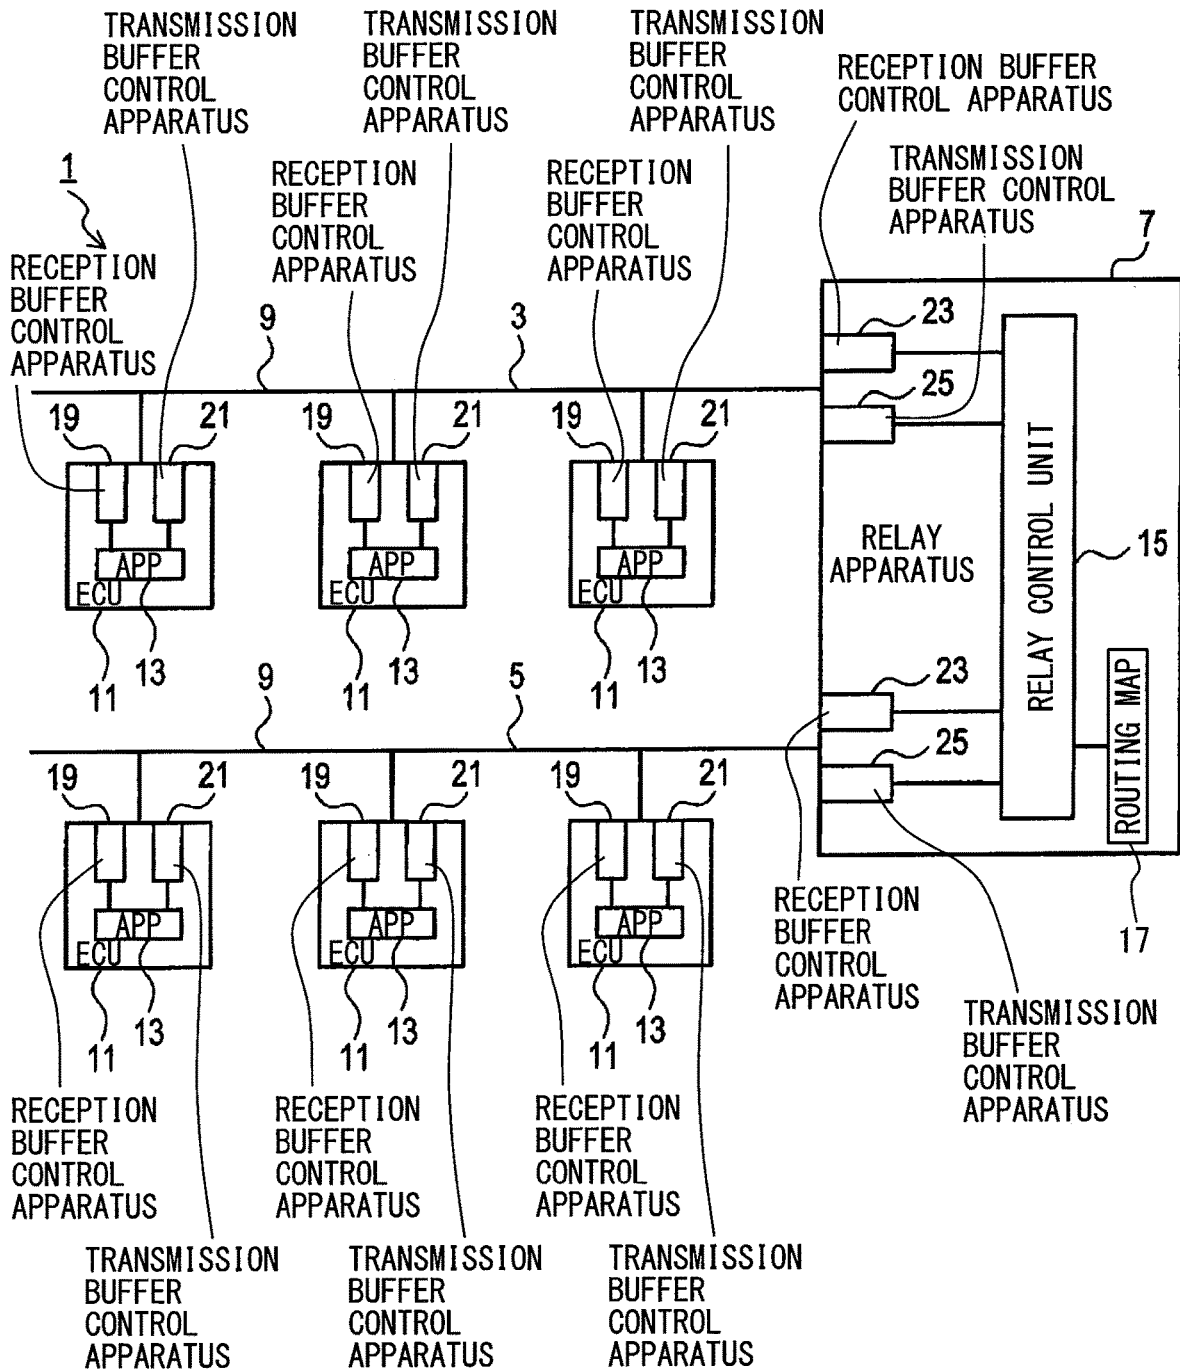 TRANSMISSION
BUFFER
CONTROL
APPARATUS
TRANSMISSION
BUFFER
CONTROL
APPARATUS
TRANSMISSION
BUFFER
CONTROL
APPARATUS
RECEPTION BUFFER
CONTROL APPARATUS
1
RECEPTION
BUFFER
CONTROL
APPARATUS
RECEPTION
BUFFER
CONTROL
APPARATUS
TRANSMISSION
BUFFER CONTROL
APPARATUS
RECEPTION
BUFFER
CONTROL
APPARATUS
7
9
3
23
25
19
21
19
21
19
21
APP
ECU
APP
ECU
APP
ECU
RELAY
APPARATUS
RELAY CONTROL UNIT
15
11
13
11
13
11
13
9
5
23
25
ROUTING MAP
17
19
21
19
21
19
21
APP
ECU
APP
ECU
APP
ECU
11
13
11
13
11
13
RECEPTION
BUFFER
CONTROL
APPARATUS
TRANSMISSION
BUFFER
CONTROL
APPARATUS
RECEPTION
BUFFER
CONTROL
APPARATUS
RECEPTION
BUFFER
CONTROL
APPARATUS
RECEPTION
BUFFER
CONTROL
APPARATUS
TRANSMISSION
BUFFER
CONTROL
APPARATUS
TRANSMISSION
BUFFER
CONTROL
APPARATUS
TRANSMISSION
BUFFER
CONTROL
APPARATUS